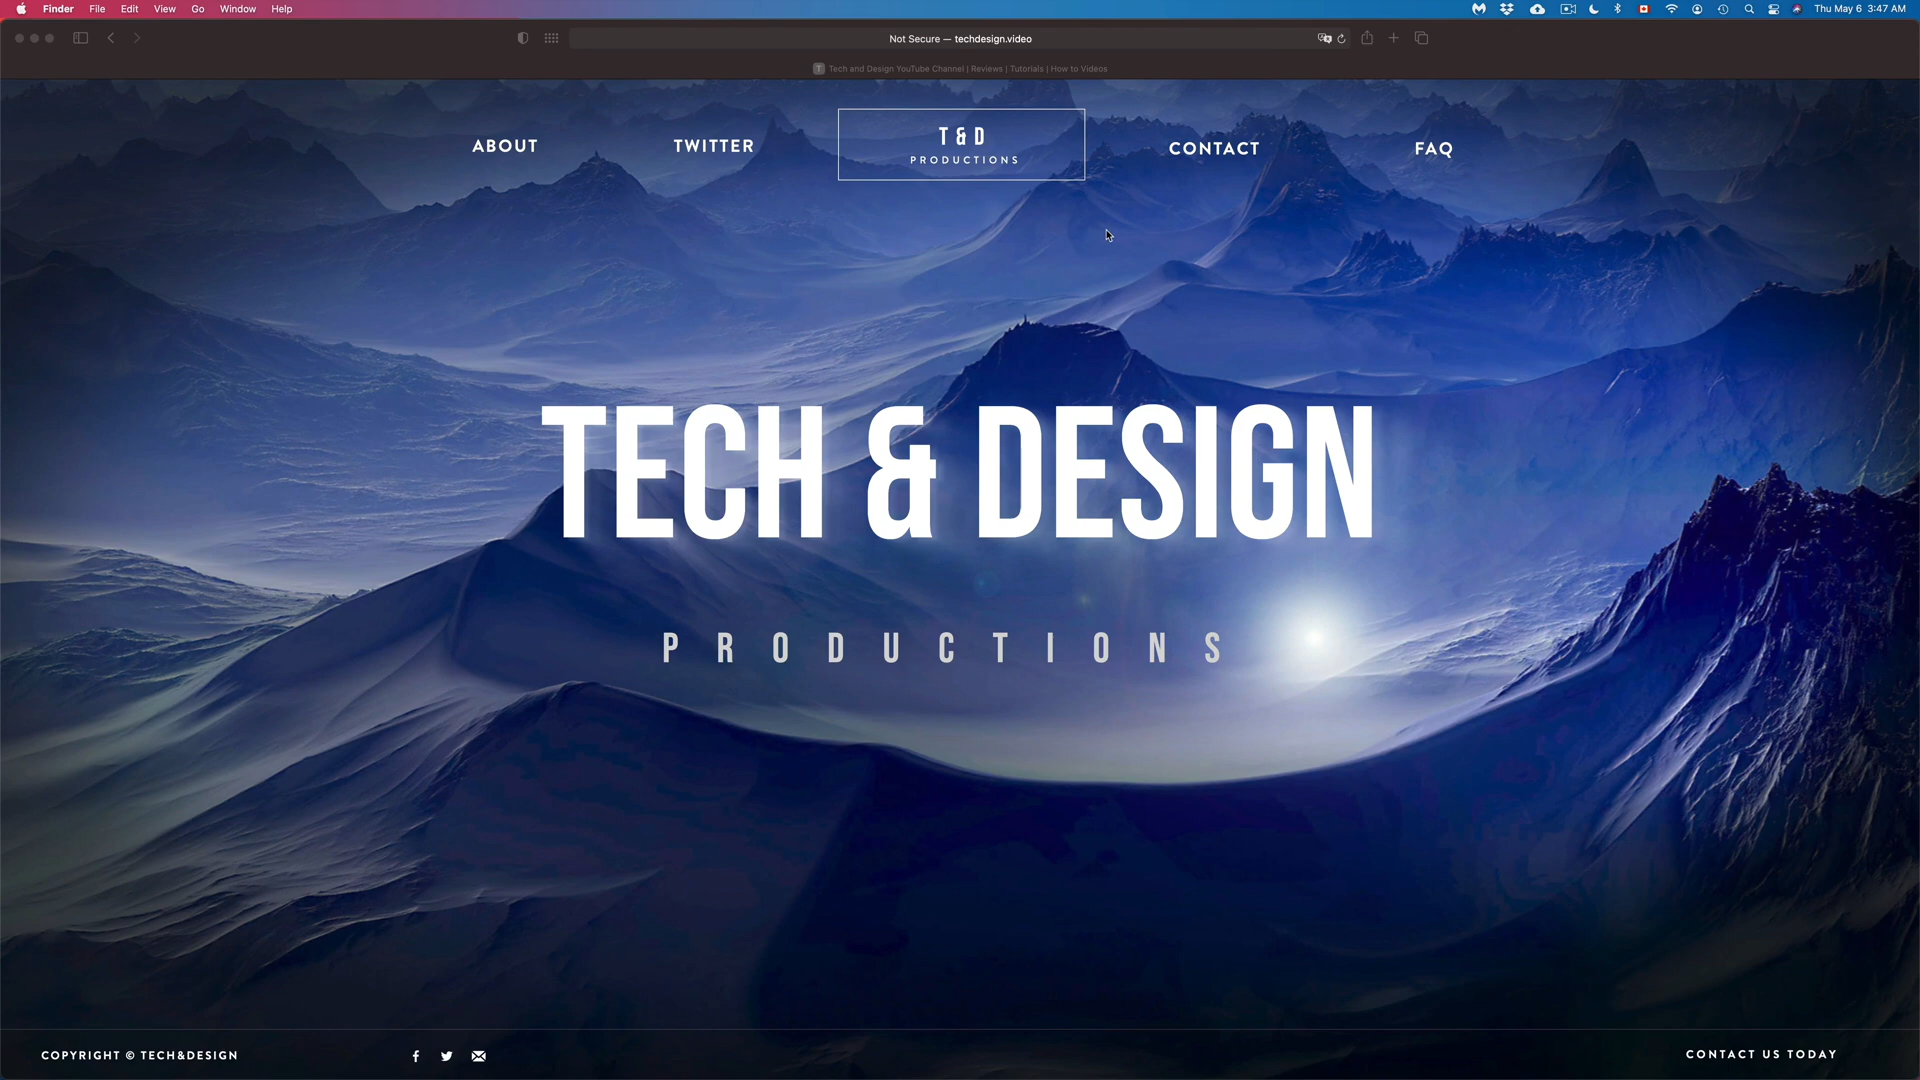 Finder File Edit View Go Window Help
Thu May 6 3:47 AM
Not Secure — techdesign.video
T Tech and Design YouTube Channel | Reviews | Tutorials | How to Videos
ABOUT TWITTER T & D CONTACT FAQ
PRODUCTIONS
TECH & DESIGN
PRODUCTIONS
COPYRIGHT © TECH&DESIGN
CONTACT US TODAY